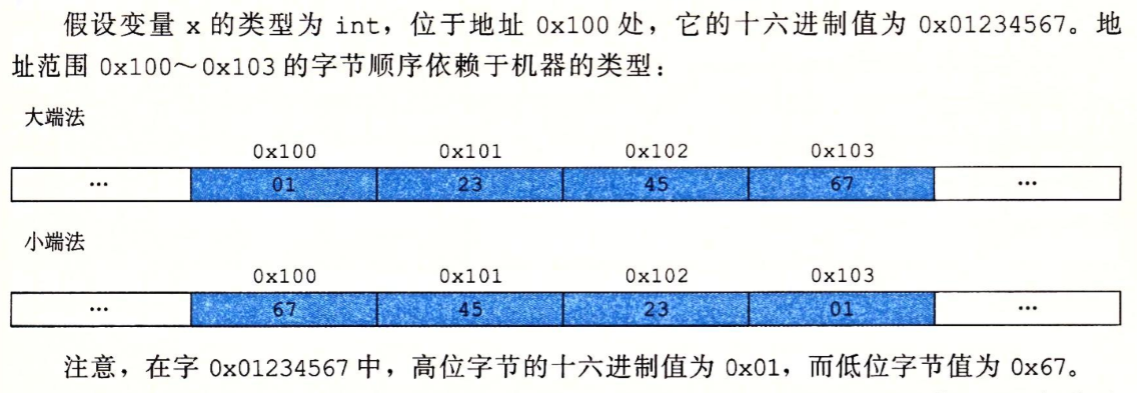 假设变量 x 的类型为 int，位于地址 0x100 处，它的十六进制值为 0x01234567。地
址范围 0x100～0x103 的字节顺序依赖于机器的类型：
大端法
0x100 0x101 0x102 0x103
… 01 23 45 67 …
小端法
0x100 0x101 0x102 0x103
… 67 45 23 01 …
注意，在字 0x01234567 中，高位字节的十六进制值为 0x01，而低位字节值为 0x67。